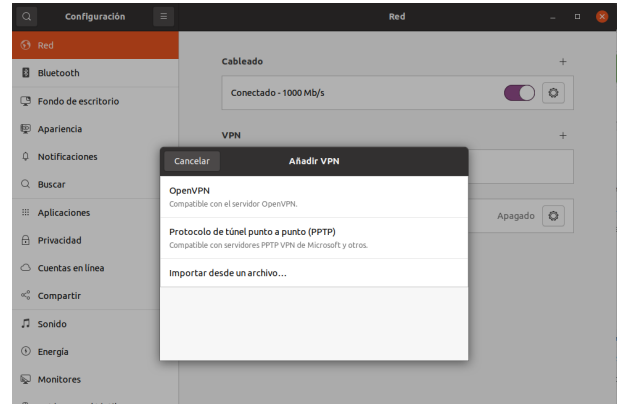 Configuración
Red
Red
Bluetooth
Fondo de escritorio
Apariencia
Notificaciones
Buscar
Aplicaciones
Privacidad
Cuentas en línea
Compartir
Sonido
Energía
Monitores
Cableado
Conectado - 1000 Mb/s
VPN
Apagado
Cancelar
Añadir VPN
OpenVPN
Compatible con el servidor OpenVPN.
Protocolo de túnel punto a punto (PPTP)
Compatible con servidores PPTP VPN de Microsoft y otros.
Importar desde un archivo…